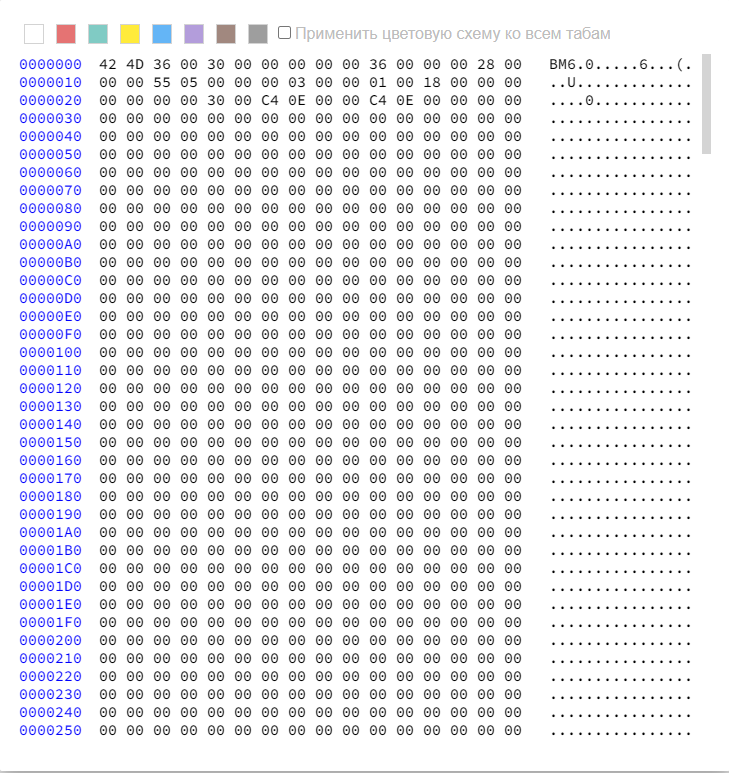 Применить цветовую схему ко всем табам
0000000 42 4D 36 00 30 00 00 00 00 00 36 00 00 00 28 00 BM6.0.....6...(.
0000010 00 00 55 05 00 00 00 03 00 00 01 00 18 00 00 00 ..U.............
0000020 00 00 00 00 30 00 C4 0E 00 00 C4 0E 00 00 00 00 ....0...........
0000030 00 00 00 00 00 00 00 00 00 00 00 00 00 00 00 00 ................
0000040 00 00 00 00 00 00 00 00 00 00 00 00 00 00 00 00 ................
0000050 00 00 00 00 00 00 00 00 00 00 00 00 00 00 00 00 ................
0000060 00 00 00 00 00 00 00 00 00 00 00 00 00 00 00 00 ................
0000070 00 00 00 00 00 00 00 00 00 00 00 00 00 00 00 00 ................
0000080 00 00 00 00 00 00 00 00 00 00 00 00 00 00 00 00 ................
0000090 00 00 00 00 00 00 00 00 00 00 00 00 00 00 00 00 ................
00000A0 00 00 00 00 00 00 00 00 00 00 00 00 00 00 00 00 ................
00000B0 00 00 00 00 00 00 00 00 00 00 00 00 00 00 00 00 ................
00000C0 00 00 00 00 00 00 00 00 00 00 00 00 00 00 00 00 ................
00000D0 00 00 00 00 00 00 00 00 00 00 00 00 00 00 00 00 ................
00000E0 00 00 00 00 00 00 00 00 00 00 00 00 00 00 00 00 ................
00000F0 00 00 00 00 00 00 00 00 00 00 00 00 00 00 00 00 ................
0000100 00 00 00 00 00 00 00 00 00 00 00 00 00 00 00 00 ................
0000110 00 00 00 00 00 00 00 00 00 00 00 00 00 00 00 00 ................
0000120 00 00 00 00 00 00 00 00 00 00 00 00 00 00 00 00 ................
0000130 00 00 00 00 00 00 00 00 00 00 00 00 00 00 00 00 ................
0000140 00 00 00 00 00 00 00 00 00 00 00 00 00 00 00 00 ................
0000150 00 00 00 00 00 00 00 00 00 00 00 00 00 00 00 00 ................
0000160 00 00 00 00 00 00 00 00 00 00 00 00 00 00 00 00 ................
0000170 00 00 00 00 00 00 00 00 00 00 00 00 00 00 00 00 ................
0000180 00 00 00 00 00 00 00 00 00 00 00 00 00 00 00 00 ................
0000190 00 00 00 00 00 00 00 00 00 00 00 00 00 00 00 00 ................
00001A0 00 00 00 00 00 00 00 00 00 00 00 00 00 00 00 00 ................
00001B0 00 00 00 00 00 00 00 00 00 00 00 00 00 00 00 00 ................
00001C0 00 00 00 00 00 00 00 00 00 00 00 00 00 00 00 00 ................
00001D0 00 00 00 00 00 00 00 00 00 00 00 00 00 00 00 00 ................
00001E0 00 00 00 00 00 00 00 00 00 00 00 00 00 00 00 00 ................
00001F0 00 00 00 00 00 00 00 00 00 00 00 00 00 00 00 00 ................
0000200 00 00 00 00 00 00 00 00 00 00 00 00 00 00 00 00 ................
0000210 00 00 00 00 00 00 00 00 00 00 00 00 00 00 00 00 ................
0000220 00 00 00 00 00 00 00 00 00 00 00 00 00 00 00 00 ................
0000230 00 00 00 00 00 00 00 00 00 00 00 00 00 00 00 00 ................
0000240 00 00 00 00 00 00 00 00 00 00 00 00 00 00 00 00 ................
0000250 00 00 00 00 00 00 00 00 00 00 00 00 00 00 00 00 ................